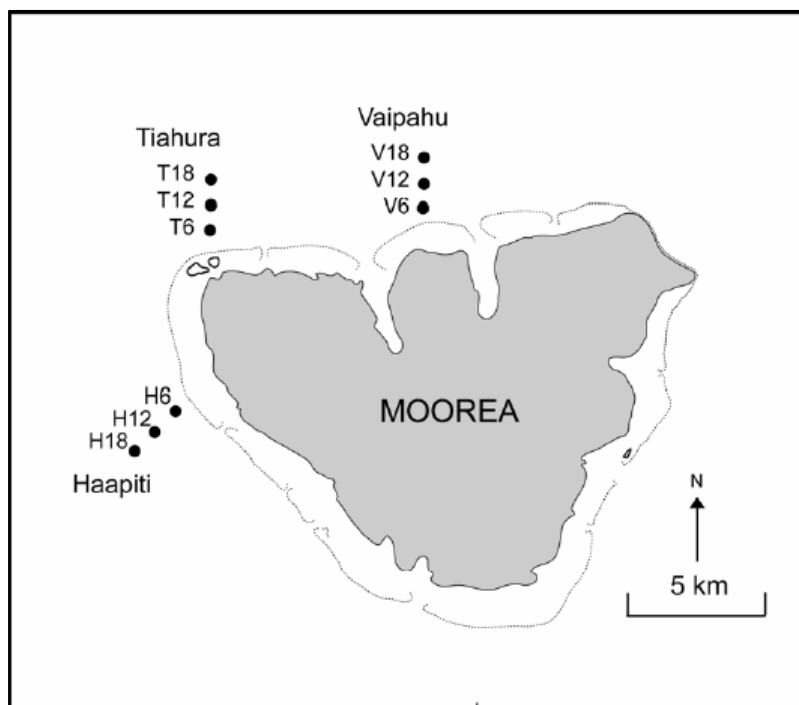 Vaipahu
Tiahura
V18
T18
V12
T12
V6
T6
H6
MOOREA
H12
H18
Haapiti
N
5 km